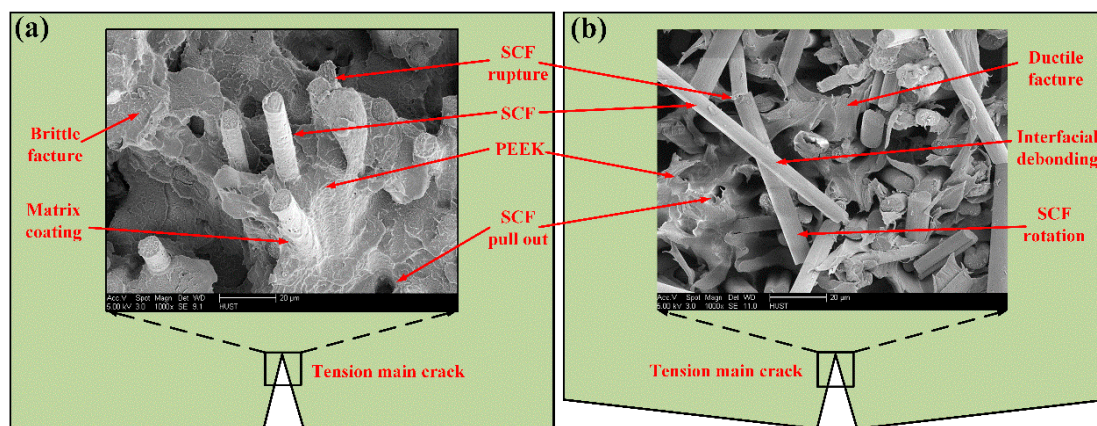 (a)
(b)
SCF
rupture
SCF
PEEK
SCF
pull out
Brittle
facture
Matrix
coating
Acc.V Spot Magn Det WD 20 µm
5.00 kV 3.0 1000x SE 9.1 HUST
Tension main crack
Ductile
facture
Interfacial
debonding
SCF
rotation
Acc.V Spot Magn Det WD 20 µm
5.00 kV 3.0 1000x SE 11.0 HUST
Tension main crack